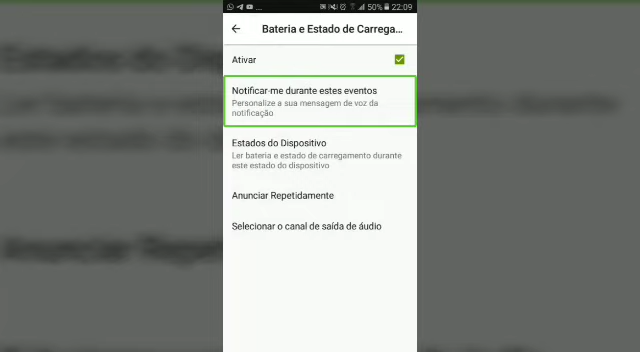 50% 22:09
Bateria e Estado de Carrega...
Ativar
Notificar-me durante estes eventos
Personalize a sua mensagem de voz da
notificação
Estados do Dispositivo
Ler bateria e estado de carregamento durante
este estado do dispositivo
Anunciar Repetidamente
Selecionar o canal de saída de áudio